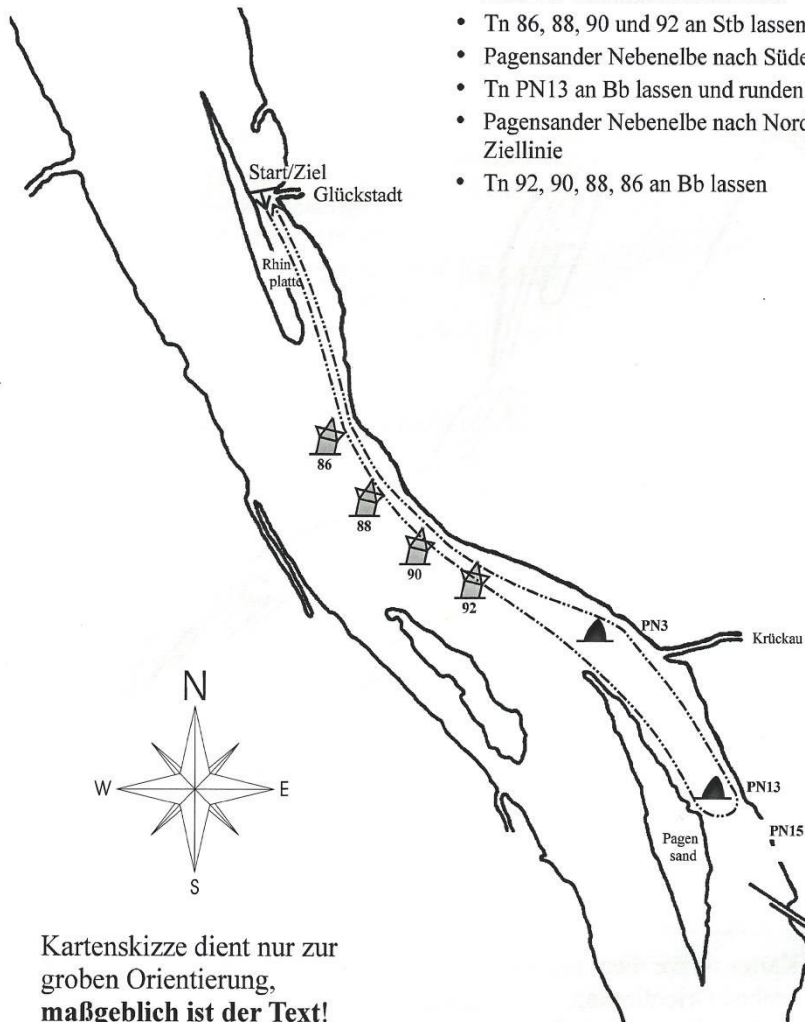 • Tn 86, 88, 90 und 92 an Stb lassen
• Pagensander Nebenelbe nach Süde
• Tn PN13 an Bb lassen und runden
• Pagensander Nebenelbe nach Nord
Ziellinie
• Tn 92, 90, 88, 86 an Bb lassen
Start/Ziel
Glückstadt
Rhin
platte
86
88
90
92
PN3
Krückau
N
W
E
S
PN13
PN15
Pagen
sand
Kartenskizze dient nur zur
groben Orientierung,
maßgeblich ist der Text!